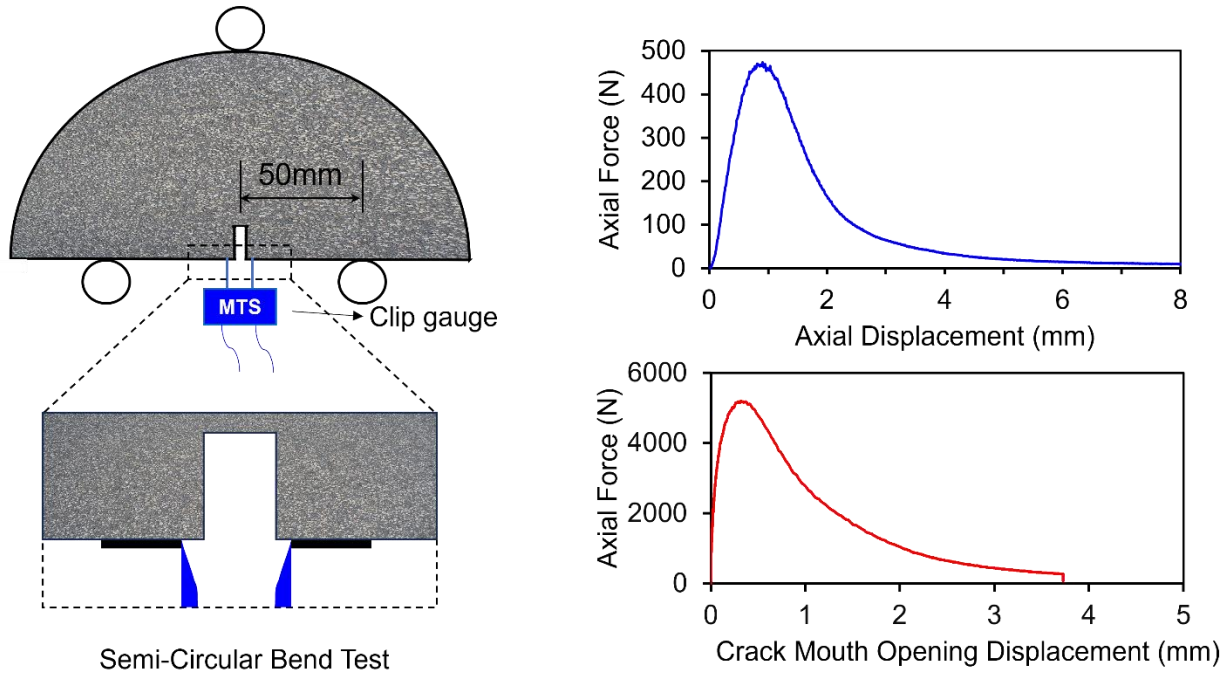 50mm
MTS
Clip gauge
Semi-Circular Bend Test
500
400
300
200
100
0
Axial Force (N)
0 2 4 6 8
Axial Displacement (mm)
6000
4000
2000
0
Axial Force (N)
0 1 2 3 4 5
Crack Mouth Opening Displacement (mm)